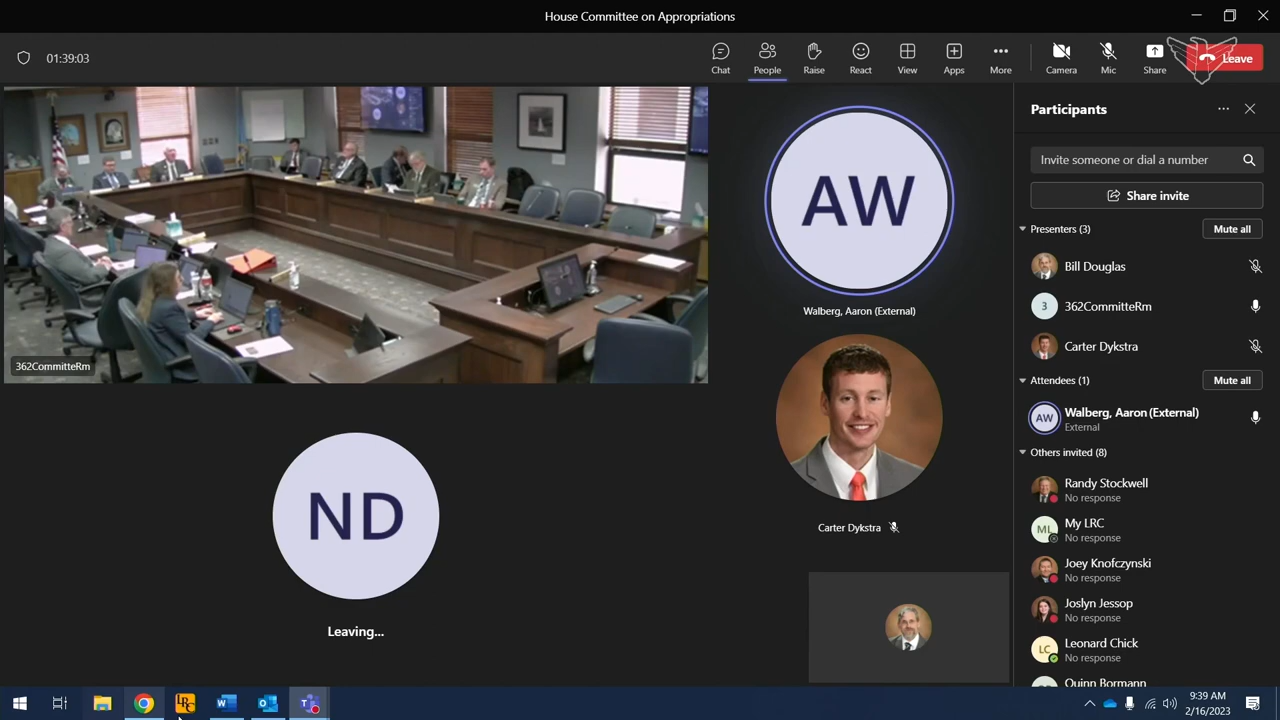 House Committee on Appropriations
01:39:03
Chat
People
Raise
React
View
Apps
More
Camera
Mic
Share
Leave
362CommitteRm
AW
Walberg, Aaron (External)
Carter Dykstra
ND
Leaving...
Participants
Invite someone or dial a number
Share invite
Presenters (3)
Mute all
Bill Douglas
3
362CommitteRm
Carter Dykstra
Attendees (1)
Mute all
AW
Walberg, Aaron (External)
External
Others invited (8)
Randy Stockwell
No response
ML
My LRC
No response
Joey Knofczynski
No response
Joslyn Jessop
No response
LC
Leonard Chick
No response
Quinn Bormann
LRC
9:39 AM
2/16/2023